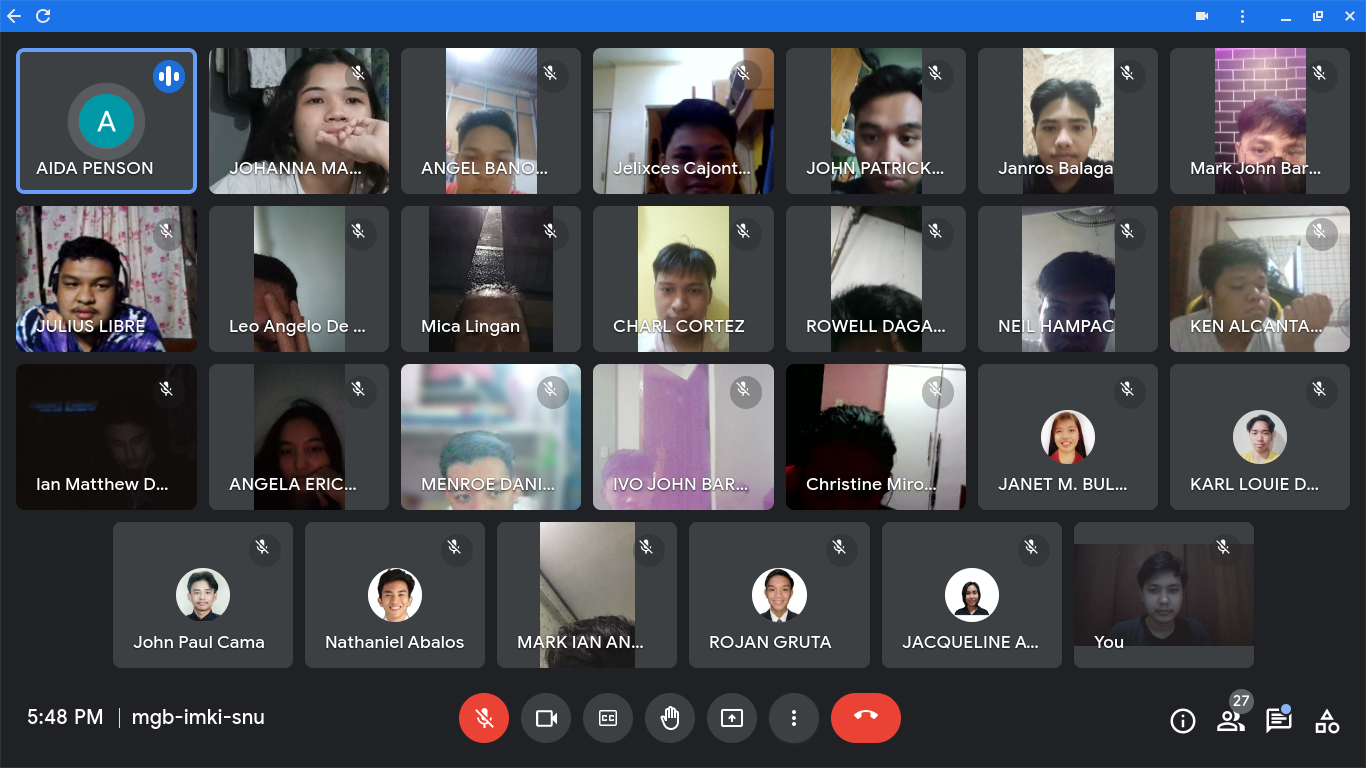 A
AIDA PENSON
JOHANNA MA...
ANGEL BANO...
Jelixces Cajont...
JOHN PATRICK...
Janros Balaga
Mark John Bar...
JULIUS LIBRE
Leo Angelo De ...
Mica Lingan
CHARL CORTEZ
ROWELL DAGA...
NEIL HAMPAC
KEN ALCANTA...
Ian Matthew D...
ANGELA ERIC...
MENROE DANI...
IVO JOHN BAR...
Christine Miro...
JANET M. BUL...
KARL LOUIE D...
John Paul Cama
Nathaniel Abalos
MARK IAN AN...
ROJAN GRUTA
JACQUELINE A...
You
5:48 PM | mgb-imki-snu
CC
27